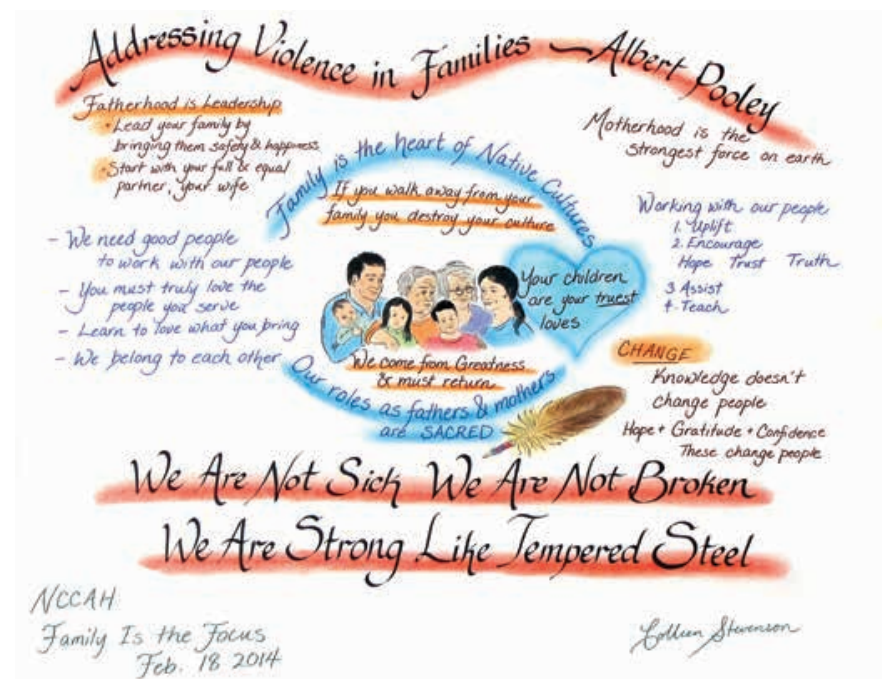 Addressing Violence in Families — Albert Pooley
Fatherhood is Leadership
• Lead your family by
bringing them safety & happiness
• Start with your full & equal
partner, your wife
- We need good people
to work with our people
- You must truly love the
people you serve
- Learn to love what you bring
- We belong to each other
Family is the heart of Native Cultures
If you walk away from your
family you destroy your culture
Your children
are your truest
loves
We come from Greatness
& must return
Our roles as fathers & mothers
are SACRED
Motherhood is the
strongest force on earth
Working with our people
1. Uplift
2. Encourage
Hope Trust Truth
3 Assist
4. Teach
CHANGE
Knowledge doesn't
change people
Hope + Gratitude + Confidence
These change people
We Are Not Sick We Are Not Broken
We Are Strong Like Tempered Steel
NCCAH
Family Is the Focus
Feb. 18 2014
Colleen Stevenson